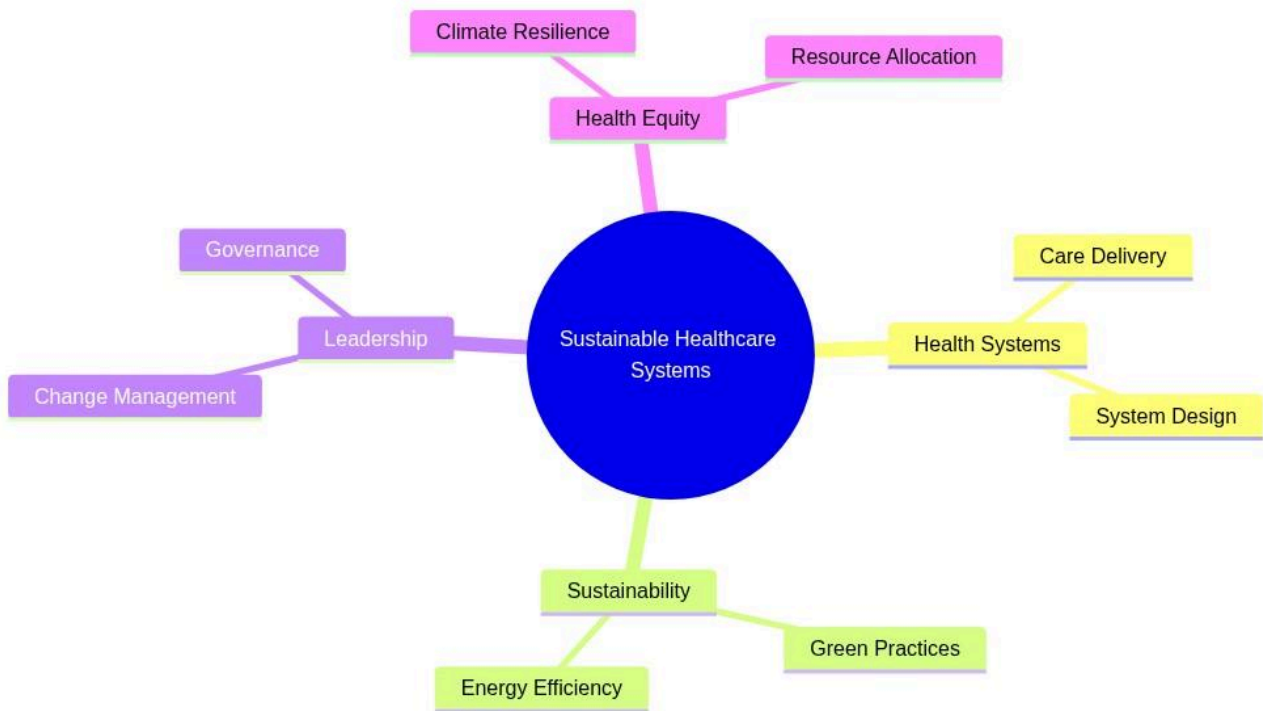 Climate Resilience
Resource Allocation
Health Equity
Governance
Care Delivery
Leadership
Sustainable Healthcare
Systems
Health Systems
Change Management
System Design
Sustainability
Green Practices
Energy Efficiency